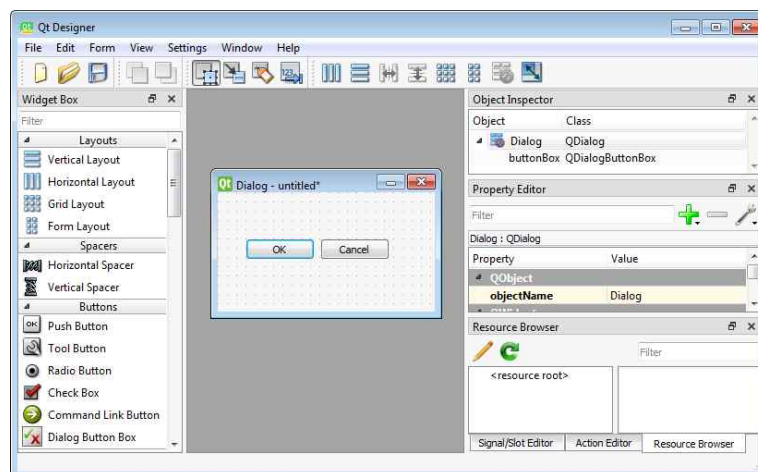 Qt Designer
File Edit Form View Settings Window Help
Widget Box
Filter
Layouts
Vertical Layout
Horizontal Layout
Grid Layout
Form Layout
Spacers
Horizontal Spacer
Vertical Spacer
Buttons
OK Push Button
Tool Button
Radio Button
Check Box
Command Link Button
Dialog Button Box
Qt Dialog - untitled*
OK Cancel
Object Inspector
Object Class
Dialog QDialog
buttonBox QDialogButtonBox
Property Editor
Filter
Dialog : QDialog
Property Value
QObject
objectName Dialog
Resource Browser
Filter
<resource root>
Signal/Slot Editor Action Editor Resource Browser